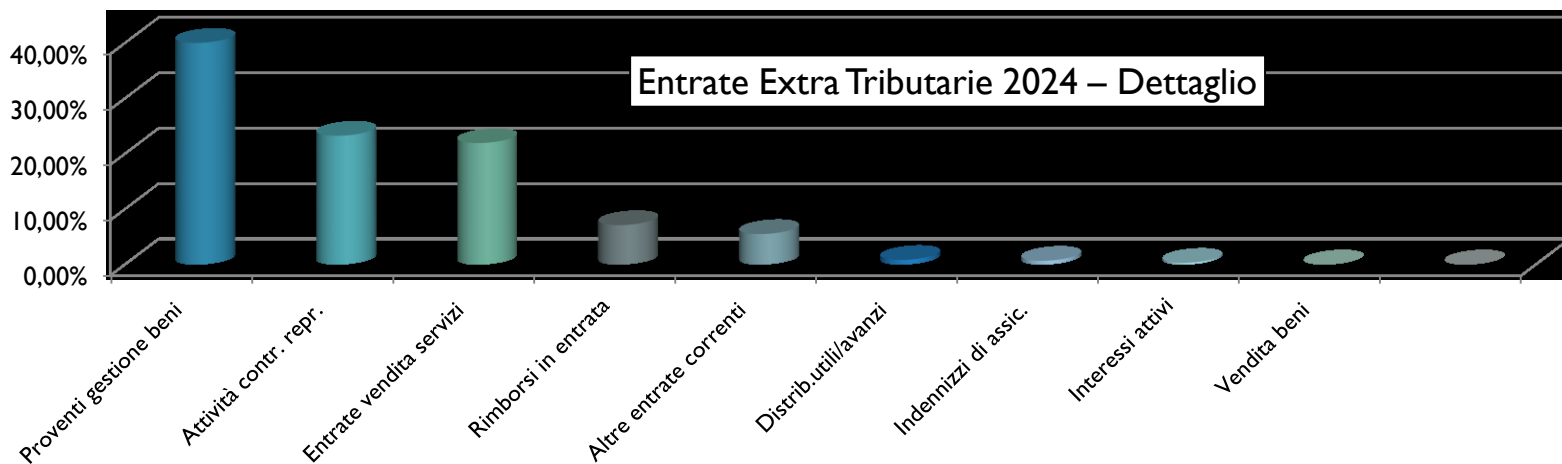 Entrate Extra Tributarie 2024 – Dettaglio
40,00%
30,00%
20,00%
10,00%
0,00%
Proventi gestione beni
Attività contr. repr.
Entrate vendita servizi
Rimborsi in entrata
Altre entrate correnti
Distrib.utili/avanzi
Indennizzi di assic.
Interessi attivi
Vendita beni